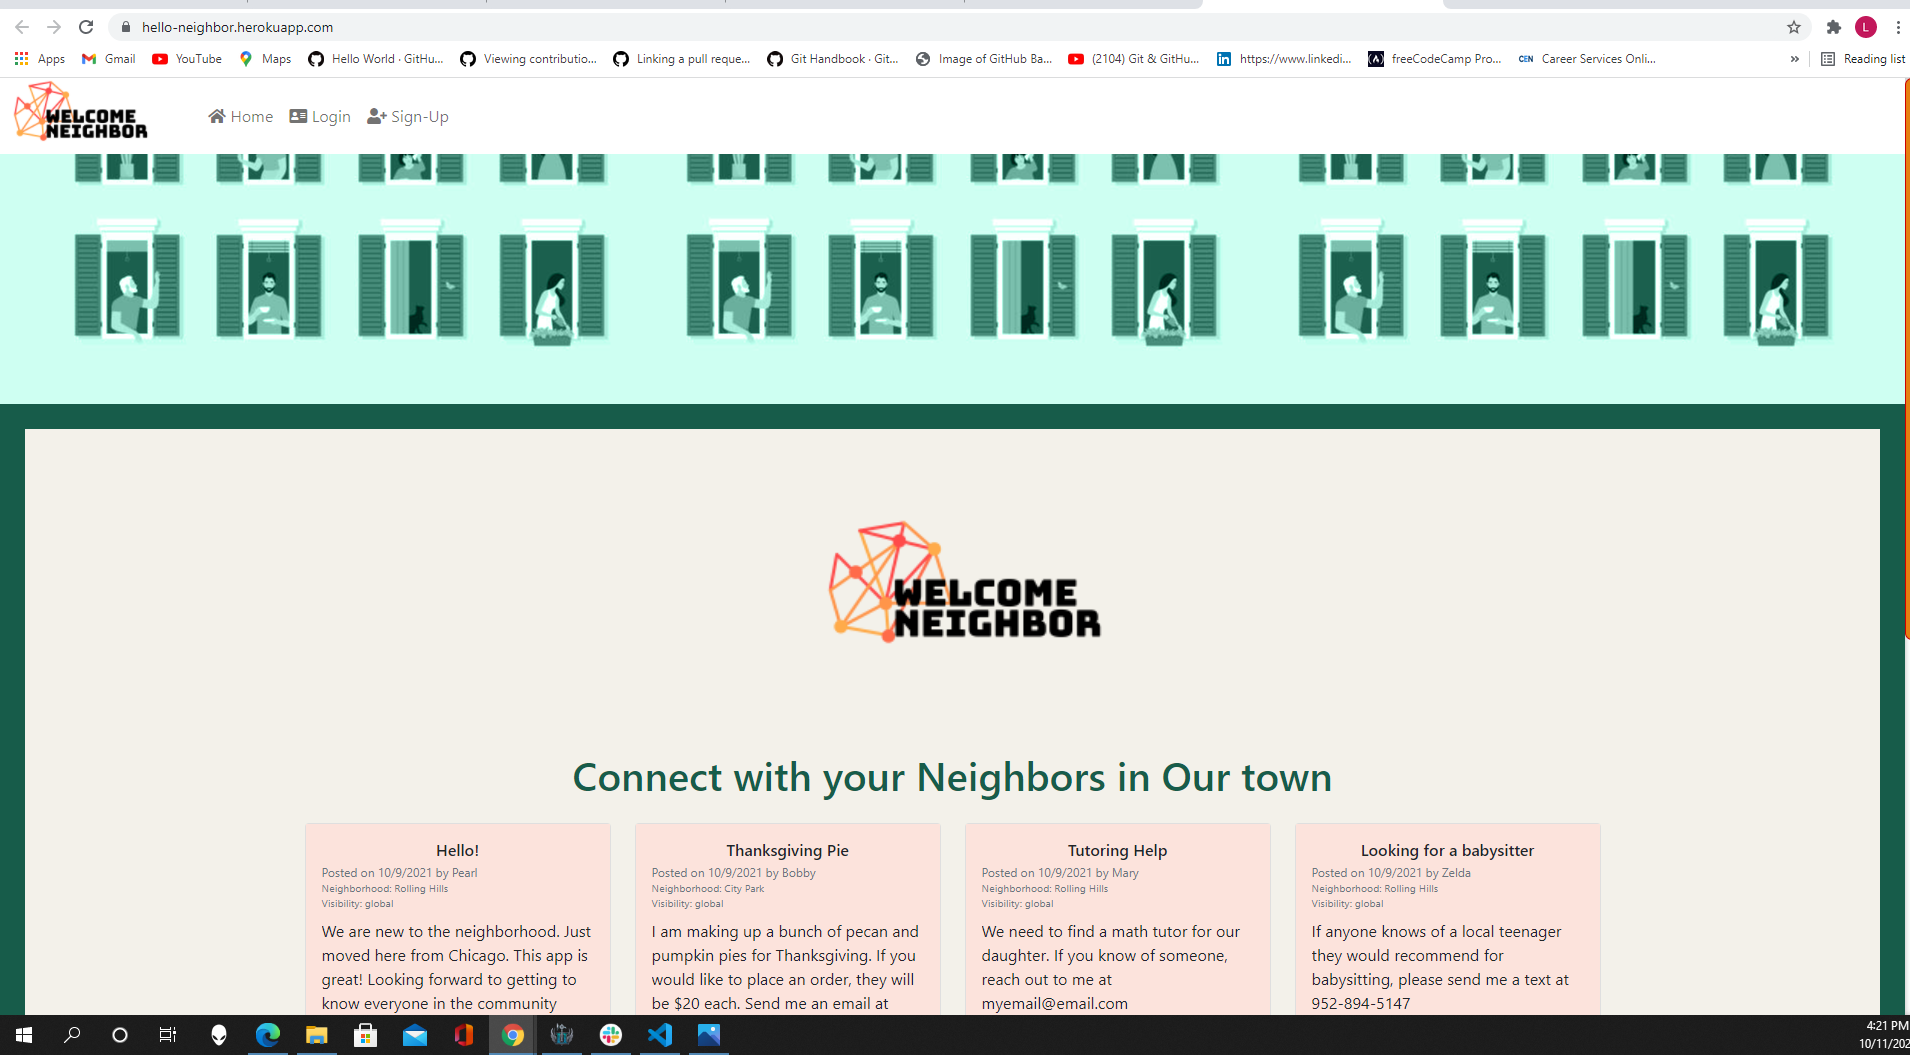 hello-neighbor.herokuapp.com
L
Apps Gmail YouTube Maps Hello World · GitHu... Viewing contributio... Linking a pull reque... Git Handbook · Git... Image of GitHub Ba... (2104) Git & GitHu... https://www.linkedi... freeCodeCamp Pro... CEN Career Services Onli... » Reading list
WELCOME
NEIGHBOR
Home Login Sign-Up
WELCOME
NEIGHBOR
Connect with your Neighbors in Our town
Hello!
Posted on 10/9/2021 by Pearl
Neighborhood: Rolling Hills
Visibility: global
We are new to the neighborhood. Just
moved here from Chicago. This app is
great! Looking forward to getting to
know everyone in the community
Thanksgiving Pie
Posted on 10/9/2021 by Bobby
Neighborhood: City Park
Visibility: global
I am making up a bunch of pecan and
pumpkin pies for Thanksgiving. If you
would like to place an order, they will
be $20 each. Send me an email at
Tutoring Help
Posted on 10/9/2021 by Mary
Neighborhood: Rolling Hills
Visibility: global
We need to find a math tutor for our
daughter. If you know of someone,
reach out to me at
myemail@email.com
Looking for a babysitter
Posted on 10/9/2021 by Zelda
Neighborhood: Rolling Hills
Visibility: global
If anyone knows of a local teenager
they would recommend for
babysitting, please send me a text at
952-894-5147
4:21 PM
10/11/202